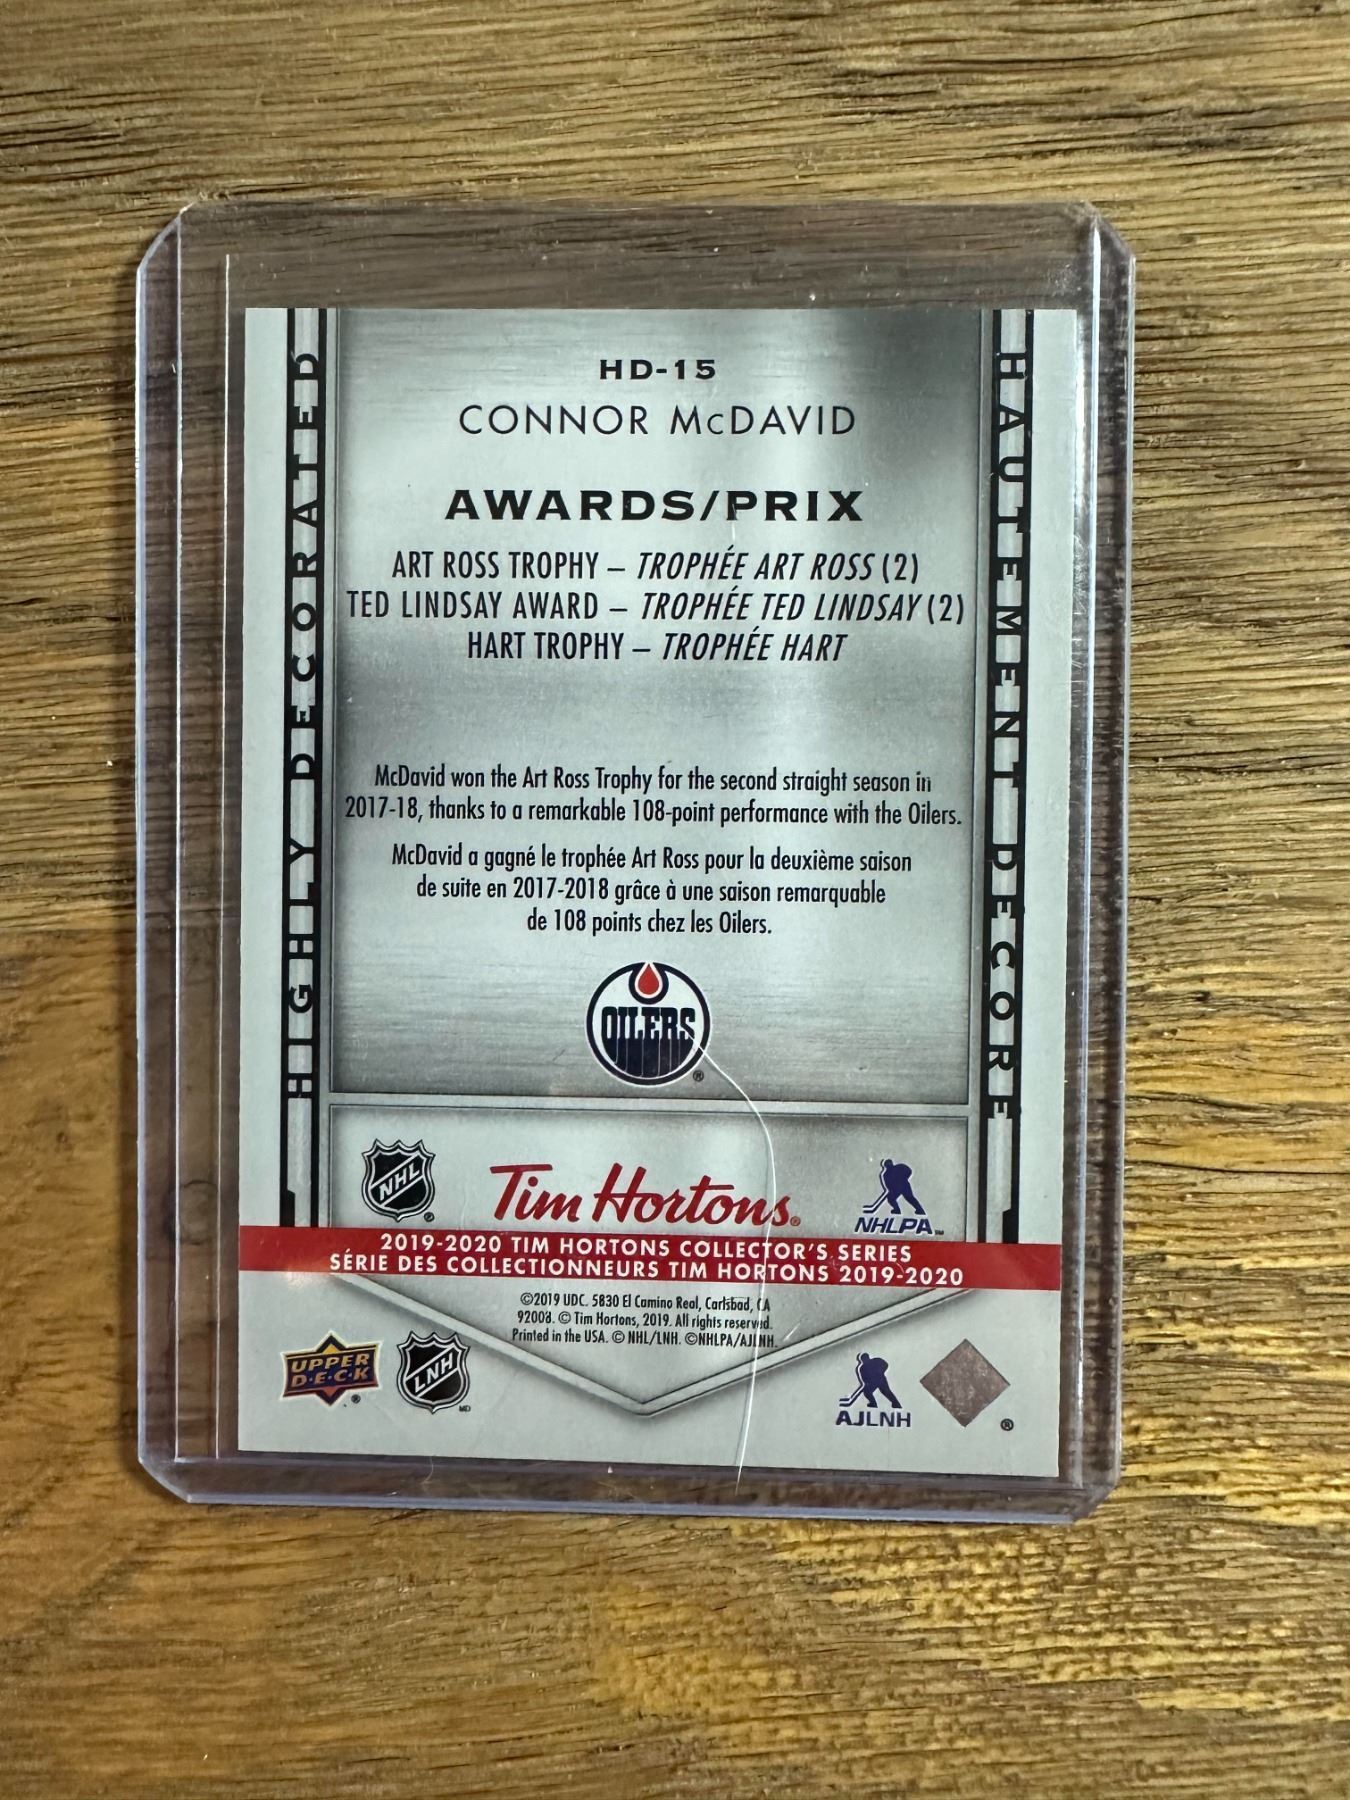 HD-15
CONNOR McDAVID
AWARDS/PRIX
ART ROSS TROPHY – TROPHÉE ART ROSS (2)
TED LINDSAY AWARD – TROPHÉE TED LINDSAY (2)
HART TROPHY – TROPHÉE HART
HIGHLY DECORATED
HAUTEMENT DECORE
McDavid won the Art Ross Trophy for the second straight season in
2017-18, thanks to a remarkable 108-point performance with the Oilers.
McDavid a gagné le trophée Art Ross pour la deuxième saison
de suite en 2017-2018 grâce à une saison remarquable
de 108 points chez les Oilers.
OILERS ®
NHL ®
Tim Hortons®
NHLPA™
2019-2020 TIM HORTONS COLLECTOR'S SERIES
SÉRIE DES COLLECTIONNEURS TIM HORTONS 2019-2020
©2019 UDC. 5830 El Camino Real, Carlsbad, CA
92008. © Tim Hortons, 2019. All rights reserved.
Printed in the USA. © NHL/LNH. ©NHLPA/AJLNH.
UPPER
D·E·C·K ®
LNH MD
AJLNH
®